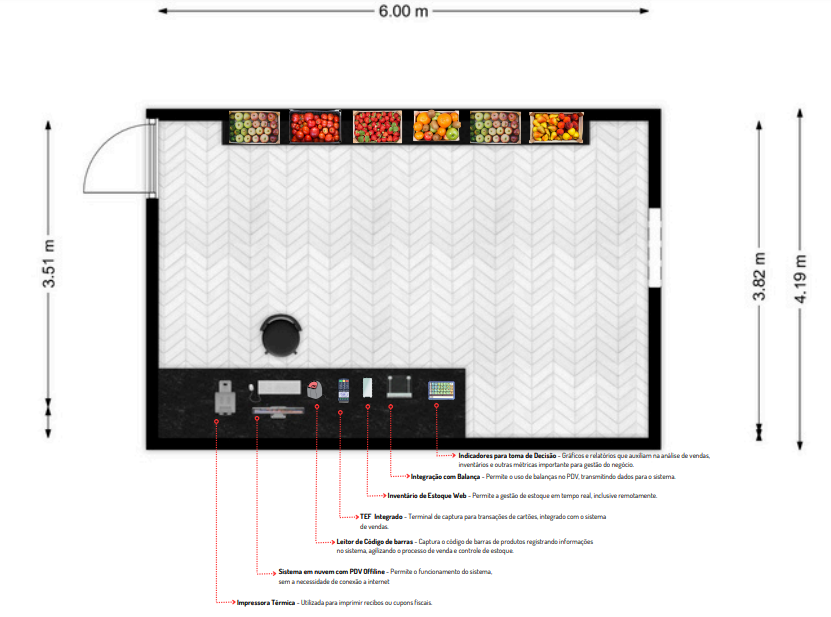 6.00 m
3.51 m
3.82 m
4.19 m
Indicadores para toma de Decisão - Gráficos e relatórios que auxiliam na análise de vendas,
inventários e outras métricas importante para gestão do negócio.
Integração com Balança - Permite o uso de balanças no PDV, transmitindo dados para o sistema.
Inventário de Estoque Web - Permite a gestão de estoque em tempo real, inclusive remotamente.
TEF Integrado - Terminal de captura para transações de cartões, integrado com o sistema
de vendas.
Leitor de Código de barras - Captura o código de barras de produtos registrando informações
no sistema, agilizando o processo de venda e controle de estoque.
Sistema em nuvem com PDV Offiline - Permite o funcionamento do sistema,
sem a necessidade de conexão a internet
Impressora Térmica - Utilizada para imprimir recibos ou cupons fiscais.